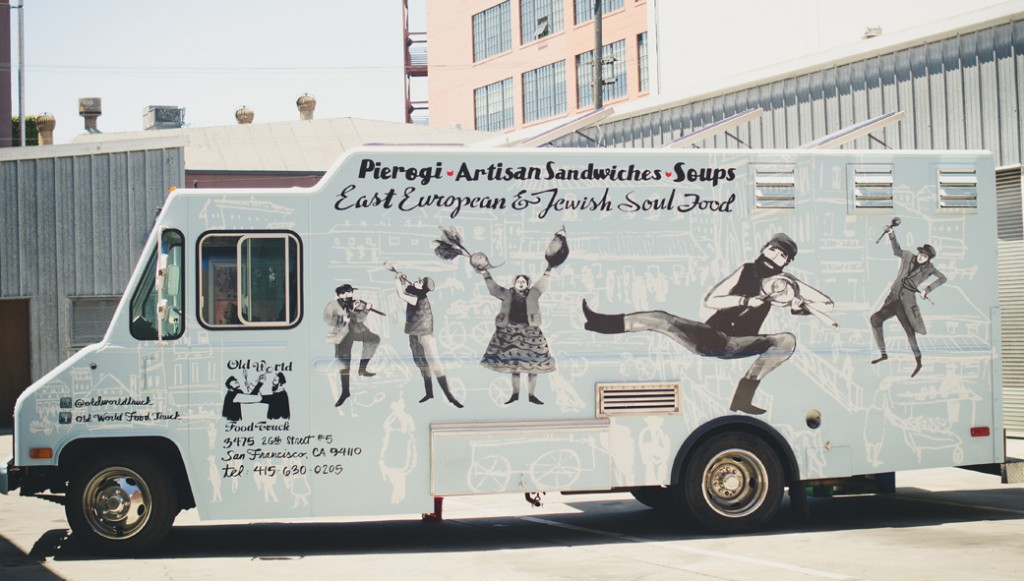 Pierogi ♥ Artisan Sandwiches ♥ Soups
East European & Jewish Soul Food
Old World
Food Truck
3475 26th Street #5
San Francisco, CA 94110
tel: 415-630-0205
@oldworldtruck
Old World Food Truck